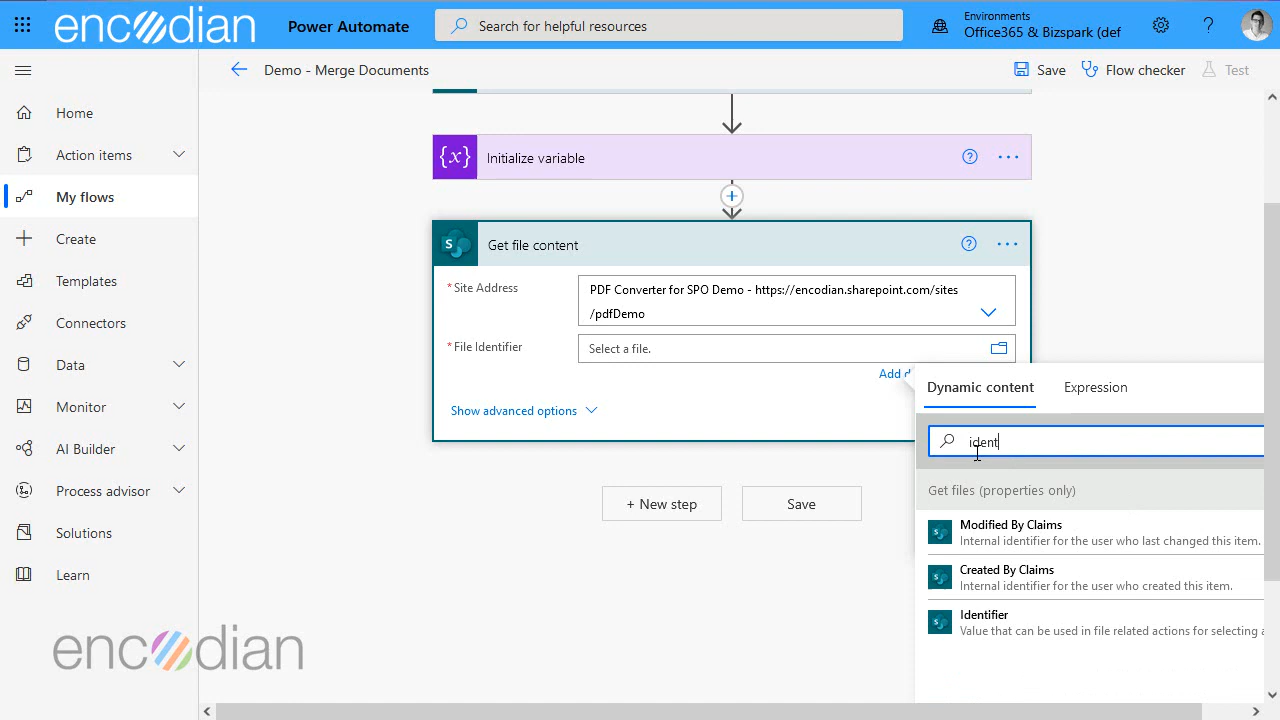 encodian
Power Automate
Search for helpful resources
Environments
Office365 & Bizspark (def
?
Demo - Merge Documents
Save
Flow checker
Test
Home
Action items
My flows
Create
Templates
Connectors
Data
Monitor
AI Builder
Process advisor
Solutions
Learn
{x}
Initialize variable
?
S
Get file content
?
* Site Address
PDF Converter for SPO Demo - https://encodian.sharepoint.com/sites
/pdfDemo
* File Identifier
Select a file.
Add d
Show advanced options
+ New step
Save
Dynamic content
Expression
ident
Get files (properties only)
Modified By Claims
Internal identifier for the user who last changed this item.
Created By Claims
Internal identifier for the user who created this item.
Identifier
Value that can be used in file related actions for selecting a
encodian